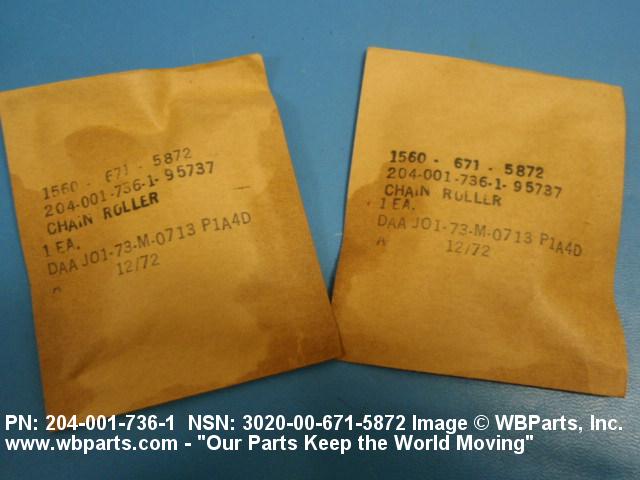 1560 - 671 - 5872
204-001-736-1-95737
CHAIN ROLLER
1 EA.
DAA J01-73-M-0713 P1A4D
A 12/72
1560 - 671 - 5872
204-001-736-1-95737
CHAIN ROLLER
1 EA.
DAA J01-73-M-0713 P1A4D
A 12/72
PN: 204-001-736-1 NSN: 3020-00-671-5872 Image © WBParts, Inc.
www.wbparts.com - "Our Parts Keep the World Moving"